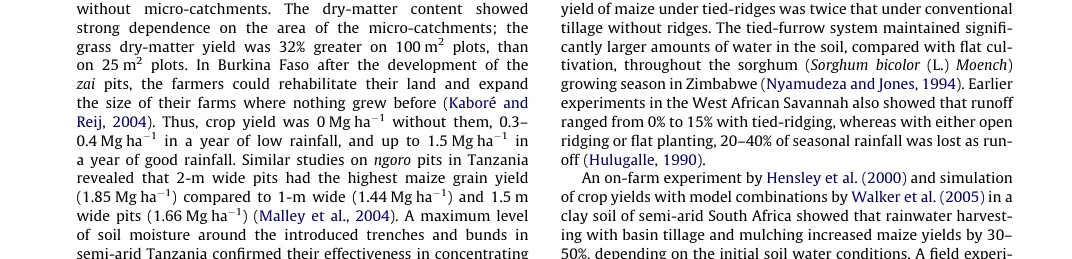 without micro-catchments. The dry-matter content showed
strong dependence on the area of the micro-catchments; the
grass dry-matter yield was 32% greater on 100 m² plots, than
on 25 m² plots. In Burkina Faso after the development of the
zai pits, the farmers could rehabilitate their land and expand
the size of their farms where nothing grew before (Kaboré and
Reij, 2004). Thus, crop yield was 0 Mg ha⁻¹ without them, 0.3–
0.4 Mg ha⁻¹ in a year of low rainfall, and up to 1.5 Mg ha⁻¹ in
a year of good rainfall. Similar studies on ngoro pits in Tanzania
revealed that 2-m wide pits had the highest maize grain yield
(1.85 Mg ha⁻¹) compared to 1-m wide (1.44 Mg ha⁻¹) and 1.5 m
wide pits (1.66 Mg ha⁻¹) (Malley et al., 2004). A maximum level
of soil moisture around the introduced trenches and bunds in
semi-arid Tanzania confirmed their effectiveness in concentrating
yield of maize under tied-ridges was twice that under conventional
tillage without ridges. The tied-furrow system maintained signifi-
cantly larger amounts of water in the soil, compared with flat cul-
tivation, throughout the sorghum (Sorghum bicolor (L.) Moench)
growing season in Zimbabwe (Nyamudeza and Jones, 1994). Earlier
experiments in the West African Savannah also showed that runoff
ranged from 0% to 15% with tied-ridging, whereas with either open
ridging or flat planting, 20–40% of seasonal rainfall was lost as run-
off (Hulugalle, 1990).
An on-farm experiment by Hensley et al. (2000) and simulation
of crop yields with model combinations by Walker et al. (2005) in a
clay soil of semi-arid South Africa showed that rainwater harvest-
ing with basin tillage and mulching increased maize yields by 30–
50%, depending on the initial soil water conditions. A field experi-